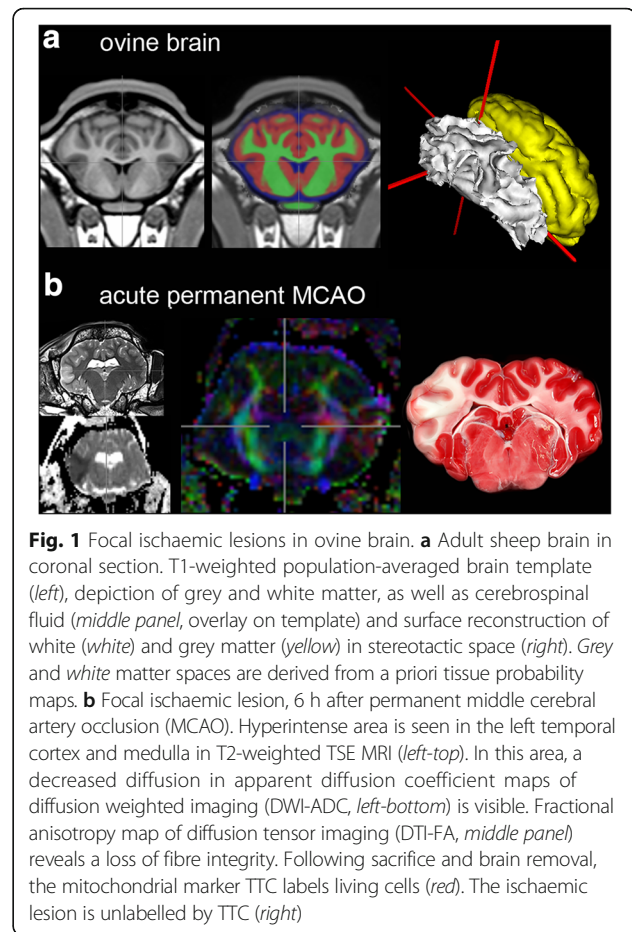 a ovine brain
b acute permanent MCAO
Fig. 1 Focal ischaemic lesions in ovine brain. a Adult sheep brain in
coronal section. T1-weighted population-averaged brain template
(left), depiction of grey and white matter, as well as cerebrospinal
fluid (middle panel, overlay on template) and surface reconstruction of
white (white) and grey matter (yellow) in stereotactic space (right). Grey
and white matter spaces are derived from a priori tissue probability
maps. b Focal ischaemic lesion, 6 h after permanent middle cerebral
artery occlusion (MCAO). Hyperintense area is seen in the left temporal
cortex and medulla in T2-weighted TSE MRI (left-top). In this area, a
decreased diffusion in apparent diffusion coefficient maps of
diffusion weighted imaging (DWI-ADC, left-bottom) is visible. Fractional
anisotropy map of diffusion tensor imaging (DTI-FA, middle panel)
reveals a loss of fibre integrity. Following sacrifice and brain removal,
the mitochondrial marker TTC labels living cells (red). The ischaemic
lesion is unlabelled by TTC (right)